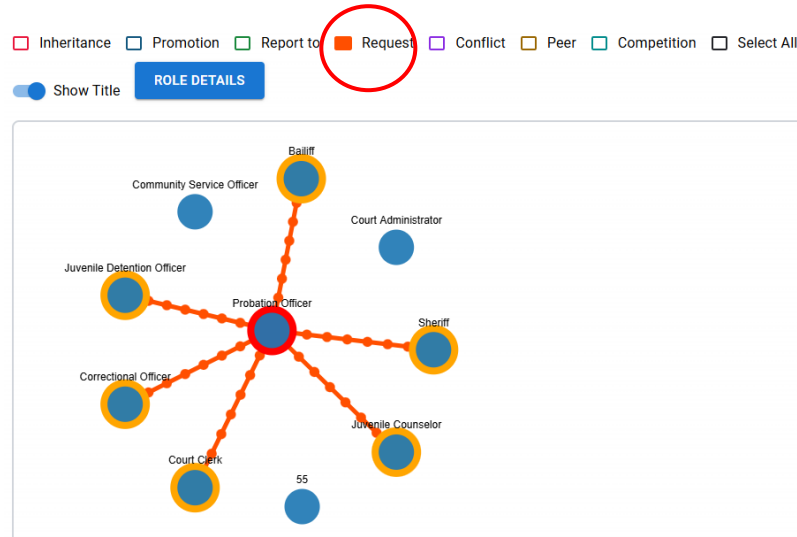 Inheritance Promotion Report to Request Conflict Peer Competition Select All
Show Title ROLE DETAILS
Bailiff
Community Service Officer
Court Administrator
Juvenile Detention Officer
Probation Officer
Sheriff
Correctional Officer
Juvenile Counselor
Court Clerk
55